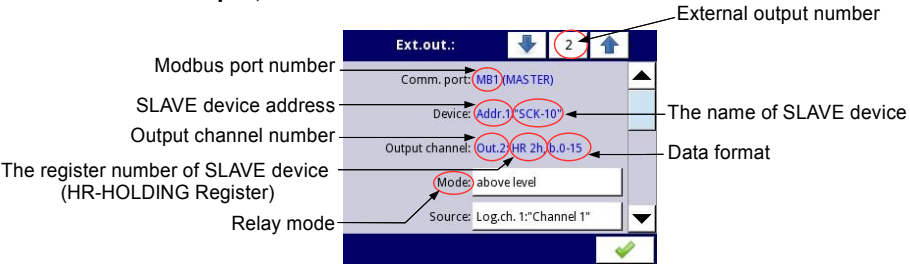 External output number
Ext.out.:
2
Modbus port number
Comm. port: MB1 (MASTER)
SLAVE device address
Device: Addr.1:"SCK-10"
The name of SLAVE device
Output channel number
Output channel: Out.2: HR 2h, b.0-15
Data format
The register number of SLAVE device
(HR-HOLDING Register)
Mode: above level
Relay mode
Source: Log.ch. 1:"Channel 1"